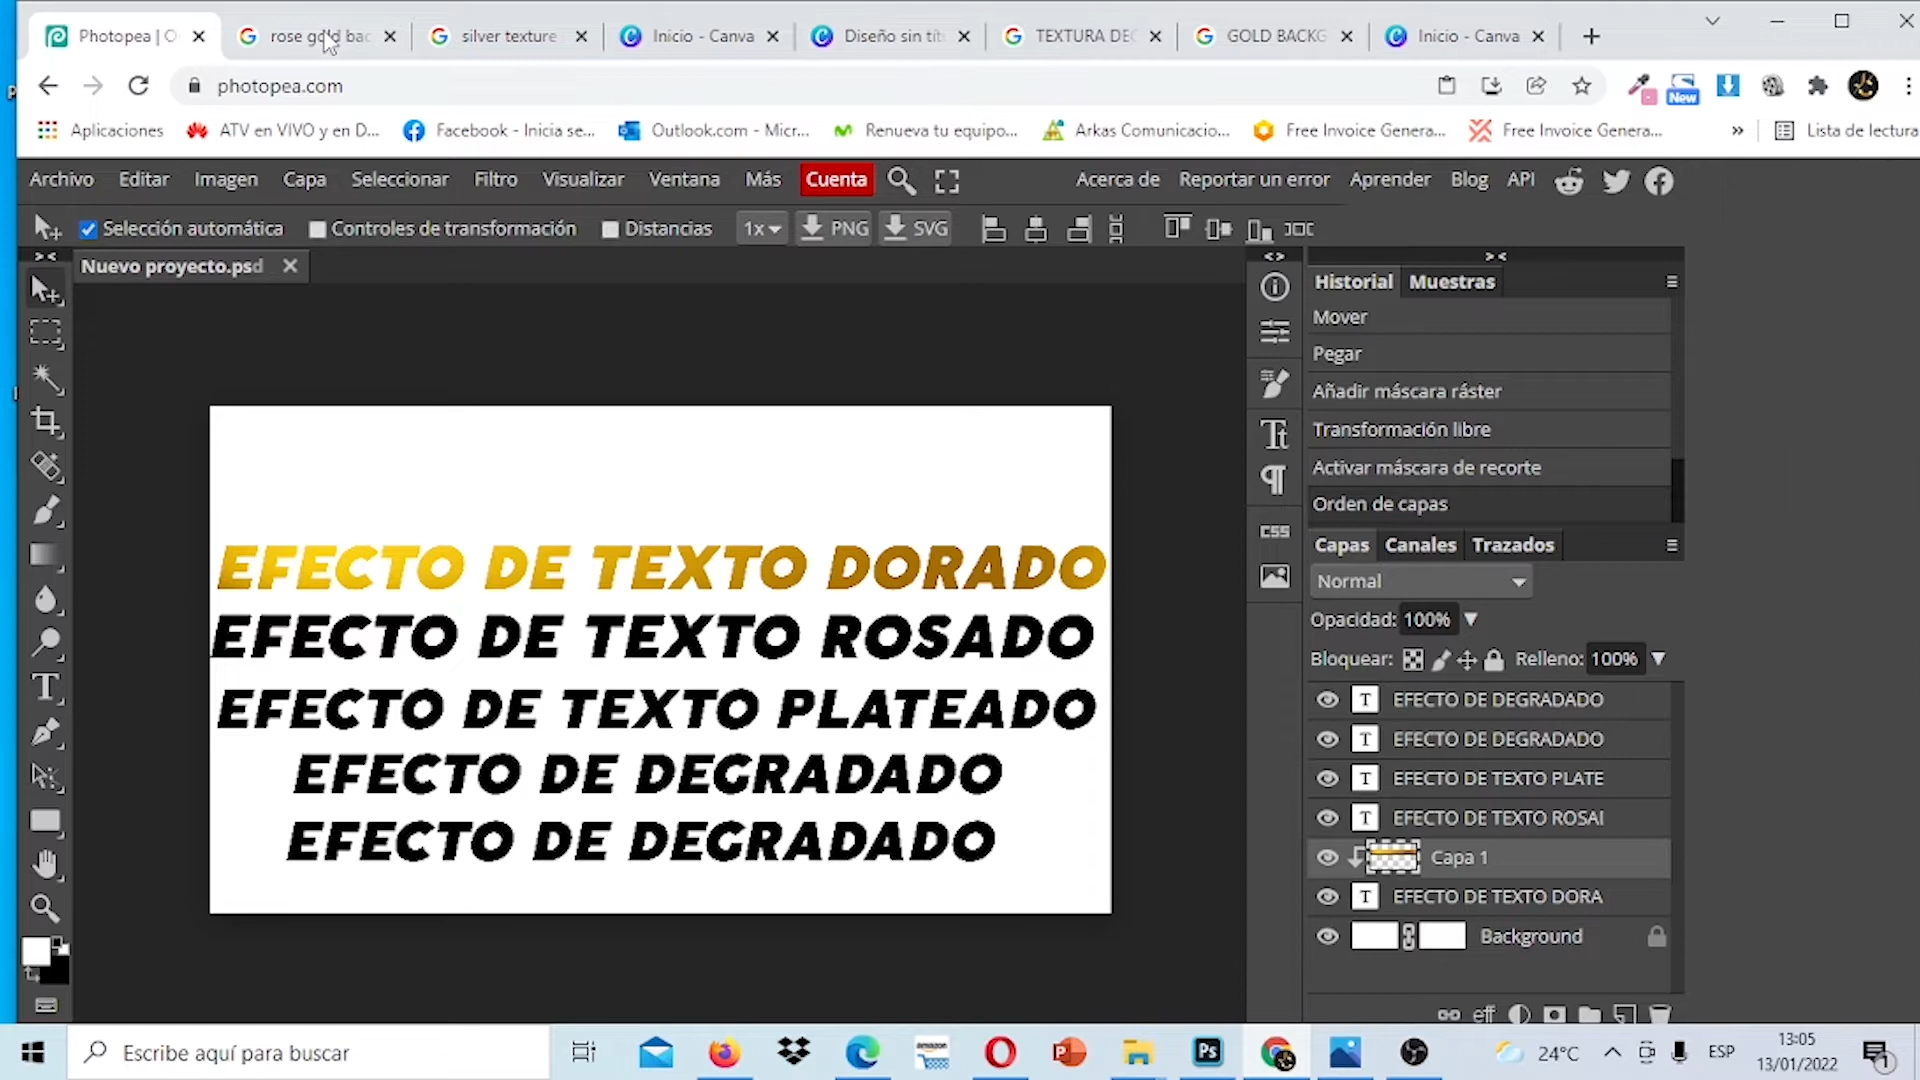 Photopea | O
rose gold bac
silver texture
Inicio - Canva
Diseño sin tít
TEXTURA DEC
GOLD BACKG
Inicio - Canva
photopea.com
New
Aplicaciones
ATV en VIVO y en D...
Facebook - Inicia se...
Outlook.com - Micr...
Renueva tu equipo...
Arkas Comunicacio...
Free Invoice Genera...
Free Invoice Genera...
»
Lista de lectura
Archivo Editar Imagen Capa Seleccionar Filtro Visualizar Ventana Más Cuenta
Acerca de Reportar un error Aprender Blog API
Selección automática Controles de transformación Distancias 1x PNG SVG
Nuevo proyecto.psd
EFECTO DE TEXTO DORADO
EFECTO DE TEXTO ROSADO
EFECTO DE TEXTO PLATEADO
EFECTO DE DEGRADADO
EFECTO DE DEGRADADO
CSS
Historial Muestras
Mover
Pegar
Añadir máscara ráster
Transformación libre
Activar máscara de recorte
Orden de capas
Capas Canales Trazados
Normal
Opacidad: 100%
Bloquear: Relleno: 100%
T EFECTO DE DEGRADADO
T EFECTO DE DEGRADADO
T EFECTO DE TEXTO PLATE
T EFECTO DE TEXTO ROSAI
Capa 1
T EFECTO DE TEXTO DORA
Background
eff
Escribe aquí para buscar
amazon
Ps
24°C
ESP
13:05
13/01/2022
1